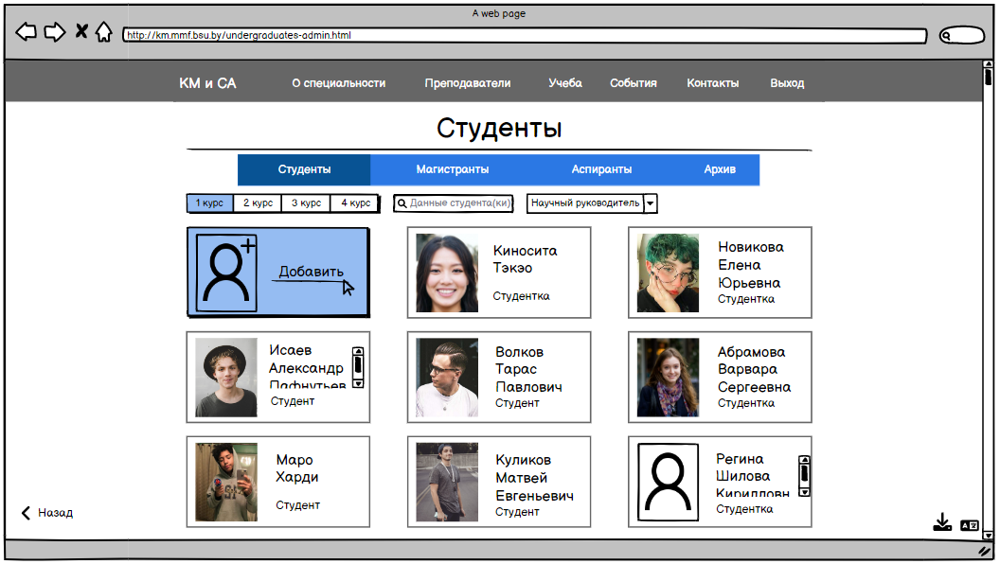 A web page
http://km.mmf.bsu.by/undergraduates-admin.html
КМ и СА
О специальности
Преподаватели
Учеба
События
Контакты
Выход
Студенты
Студенты
Магистранты
Аспиранты
Архив
1 курс
2 курс
3 курс
4 курс
Данные студента(ки)
Научный руководитель
Добавить
Киносита
Тэкэо
Студентка
Новикова
Елена
Юрьевна
Студентка
Исаев
Александр
Пафнутьев
Студент
Волков
Тарас
Павлович
Студент
Абрамова
Варвара
Сергеевна
Студентка
Маро
Харди
Студент
Куликов
Матвей
Евгеньевич
Студент
Регина
Шилова
Кирилловн
Студентка
Назад